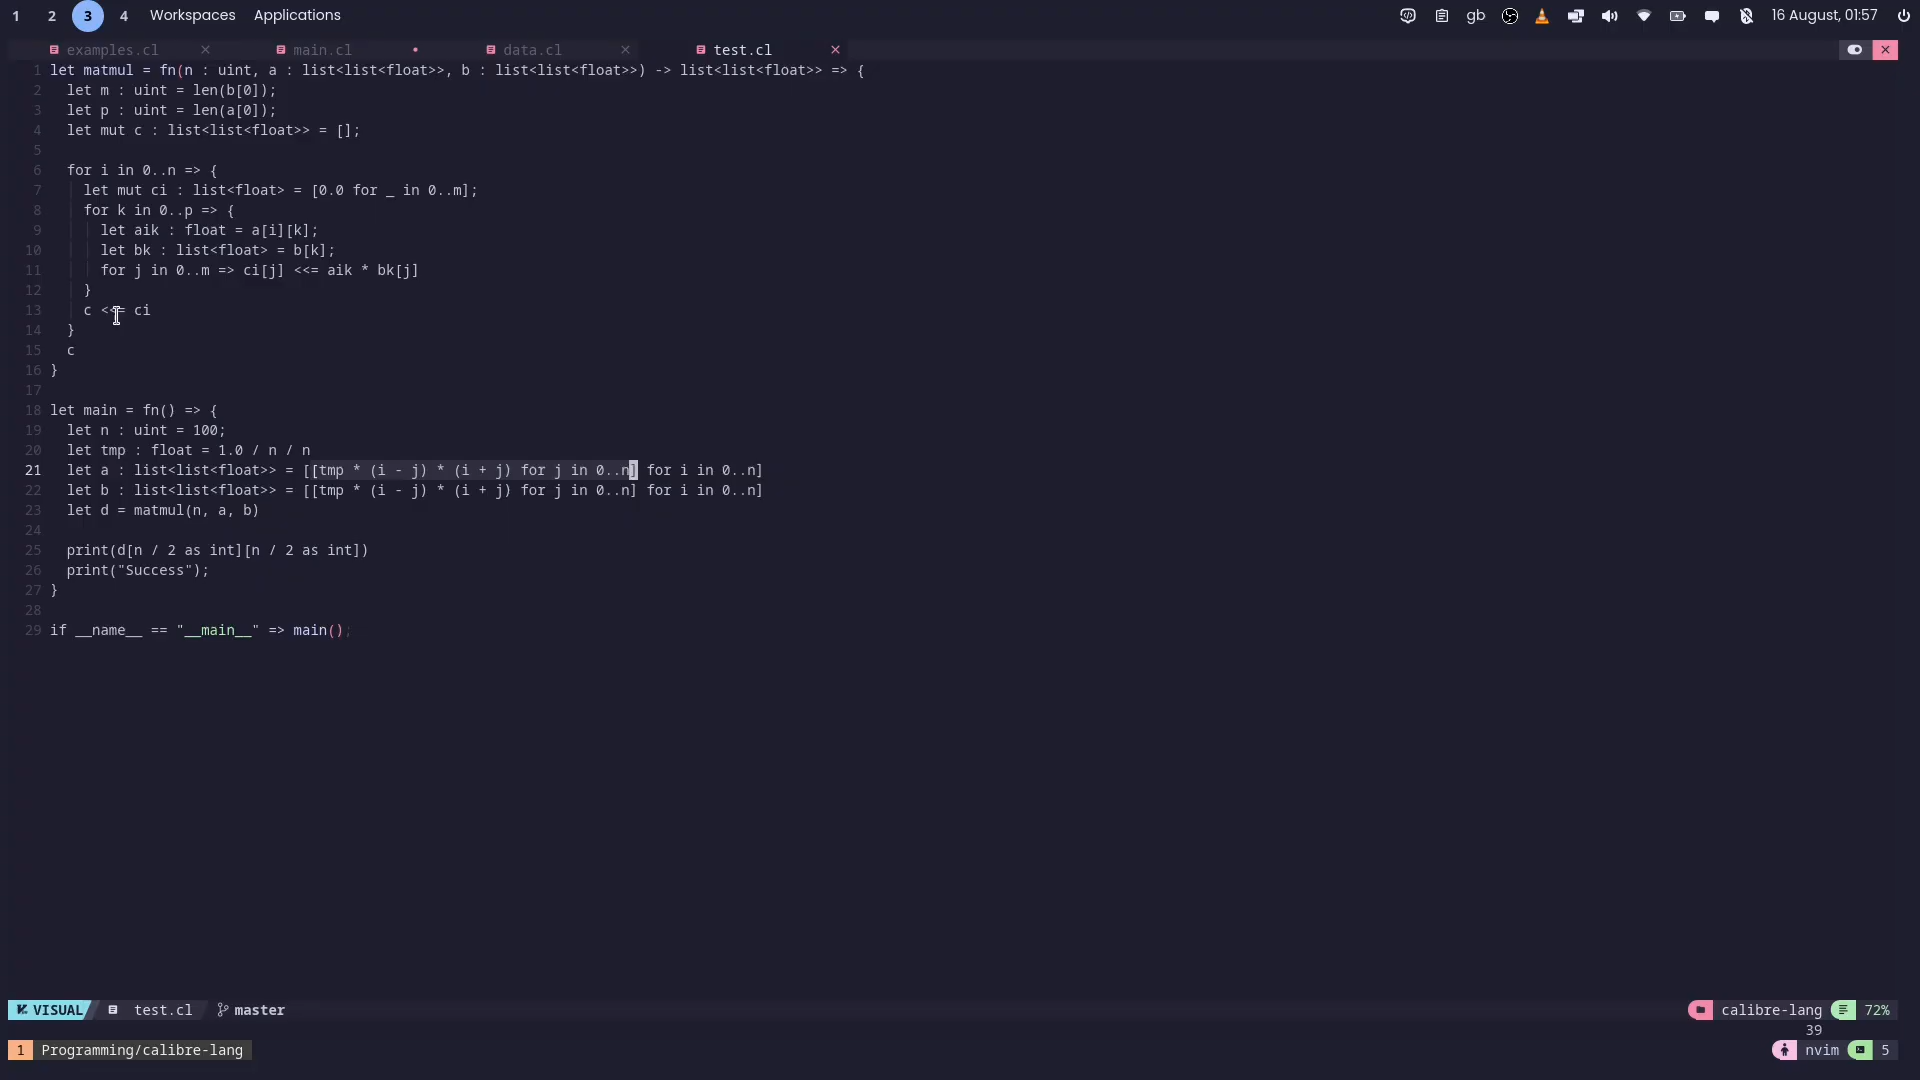 1 2 3 4 Workspaces Applications gb 16 August, 01:57
examples.cl main.cl data.cl test.cl
1 let matmul = fn(n : uint, a : list<list<float>>, b : list<list<float>>) -> list<list<float>> => {
2 let m : uint = len(b[0]);
3 let p : uint = len(a[0]);
4 let mut c : list<list<float>> = [];
5
6 for i in 0..n => {
7 let mut ci : list<float> = [0.0 for _ in 0..m];
8 for k in 0..p => {
9 let aik : float = a[i][k];
10 let bk : list<float> = b[k];
11 for j in 0..m => ci[j] <<= aik * bk[j]
12 }
13 c <<= ci
14 }
15 c
16 }
17
18 let main = fn() => {
19 let n : uint = 100;
20 let tmp : float = 1.0 / n / n
21 let a : list<list<float>> = [[tmp * (i - j) * (i + j) for j in 0..n] for i in 0..n]
22 let b : list<list<float>> = [[tmp * (i - j) * (i + j) for j in 0..n] for i in 0..n]
23 let d = matmul(n, a, b)
24
25 print(d[n / 2 as int][n / 2 as int])
26 print("Success");
27 }
28
29 if __name__ == "__main__" => main();
VISUAL test.cl master calibre-lang 72%
39
1 Programming/calibre-lang nvim 5